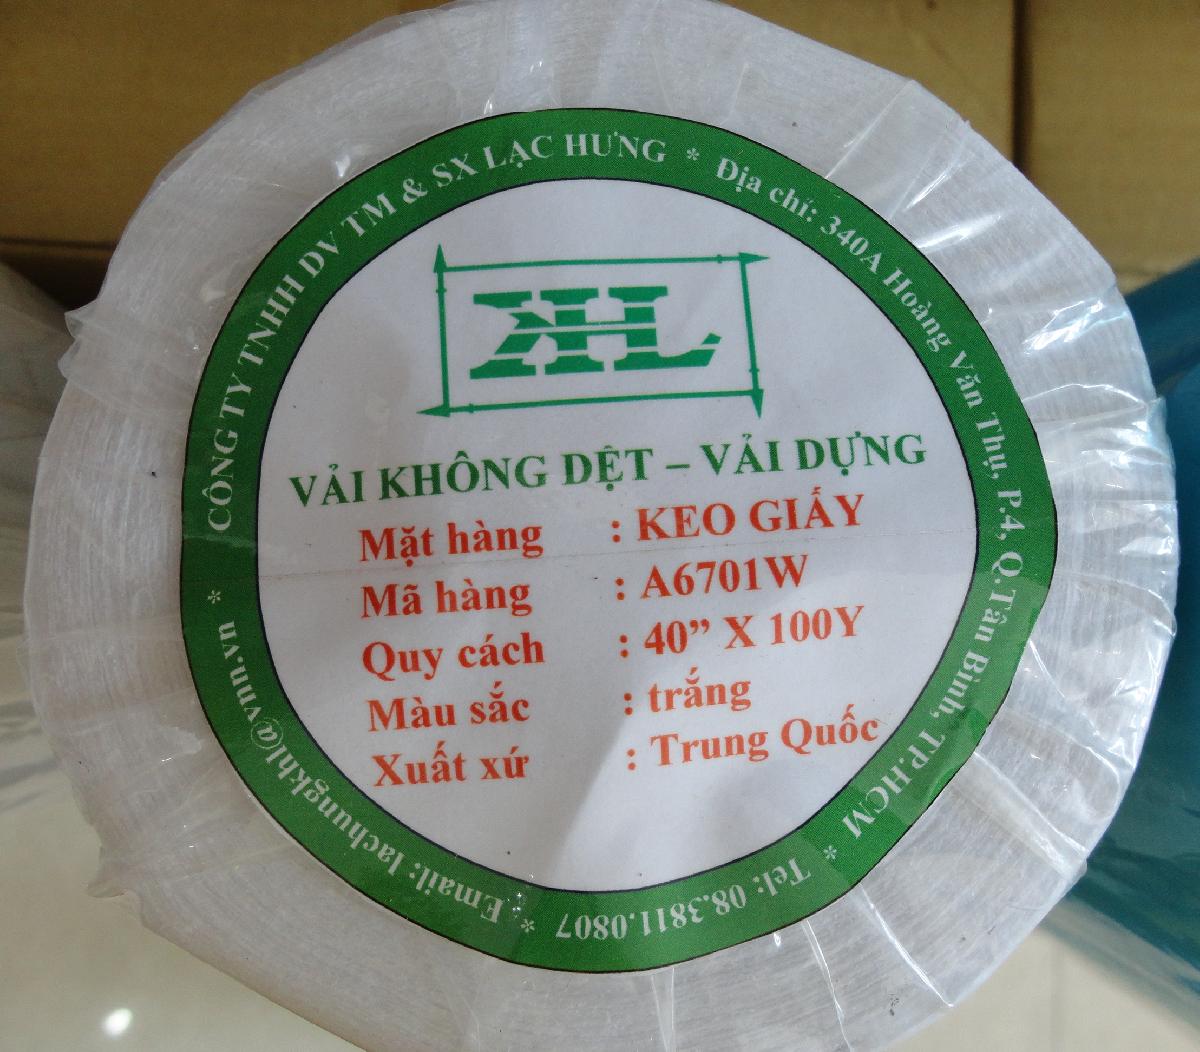 CÔNG TY TNHH DV TM & SX LẠC HƯNG * Địa chỉ: 340A Hoàng Văn Thụ, P.4, Q.Tân Bình, TP.HCM * Tel: 08.3811.0807 * Email: lachungkhl@vnn.vn *
KHL
VẢI KHÔNG DỆT – VẢI DỰNG
Mặt hàng : KEO GIẤY
Mã hàng : A6701W
Quy cách : 40” X 100Y
Màu sắc : trắng
Xuất xứ : Trung Quốc